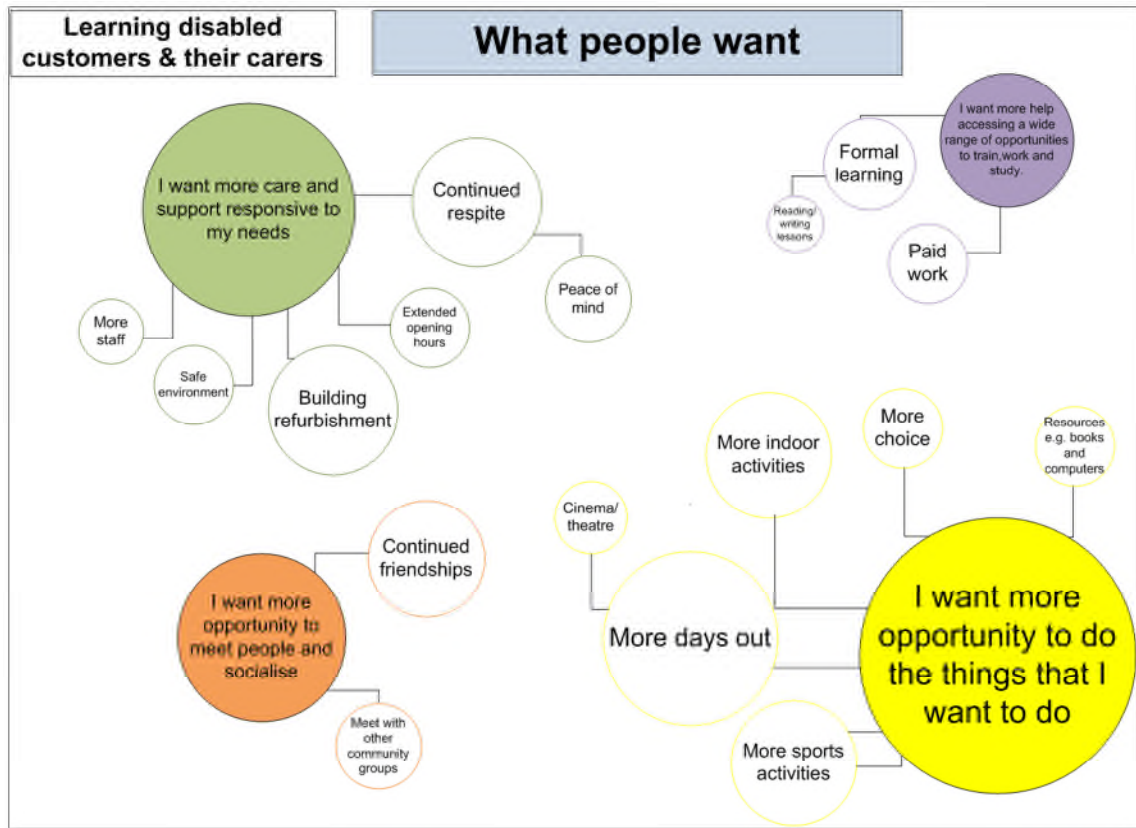 Learning disabled
customers & their carers
What people want
I want more care and
support responsive to
my needs
Continued
respite
Peace of
mind
Extended
opening
hours
More
staff
Safe
environment
Building
refurbishment
I want more help
accessing a wide
range of opportunities
to train,work and
study.
Formal
learning
Reading/
writing
lessons
Paid
work
I want more
opportunity to
meet people and
socialise
Continued
friendships
Meet with
other
community
groups
I want more
opportunity to do
the things that I
want to do
More indoor
activities
More
choice
Resources
e.g. books
and
computers
Cinema/
theatre
More days out
More sports
activities